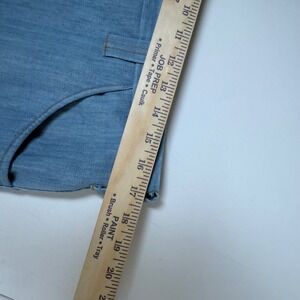 10
11
12
13
14
15
16
17
18
19
20
JOB PREP
• Primer • Tape • Caulk
PAINT
• Brush • Roller • Tray